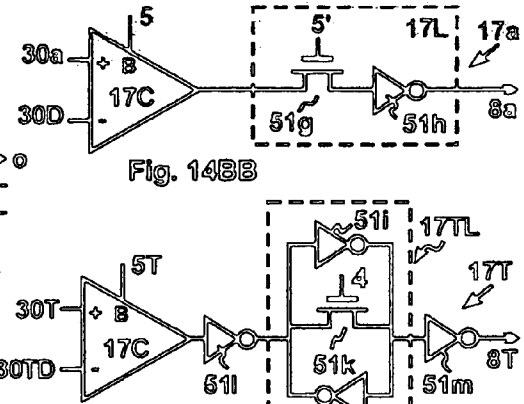 5
5'
17L
17a
30a
+
B
17C
30D
-
51g
51h
8a
o
Fig. 14BB
51i
17TL
5T
4
17T
30T
+
B
17C
30TD
-
51l
51k
51m
8T